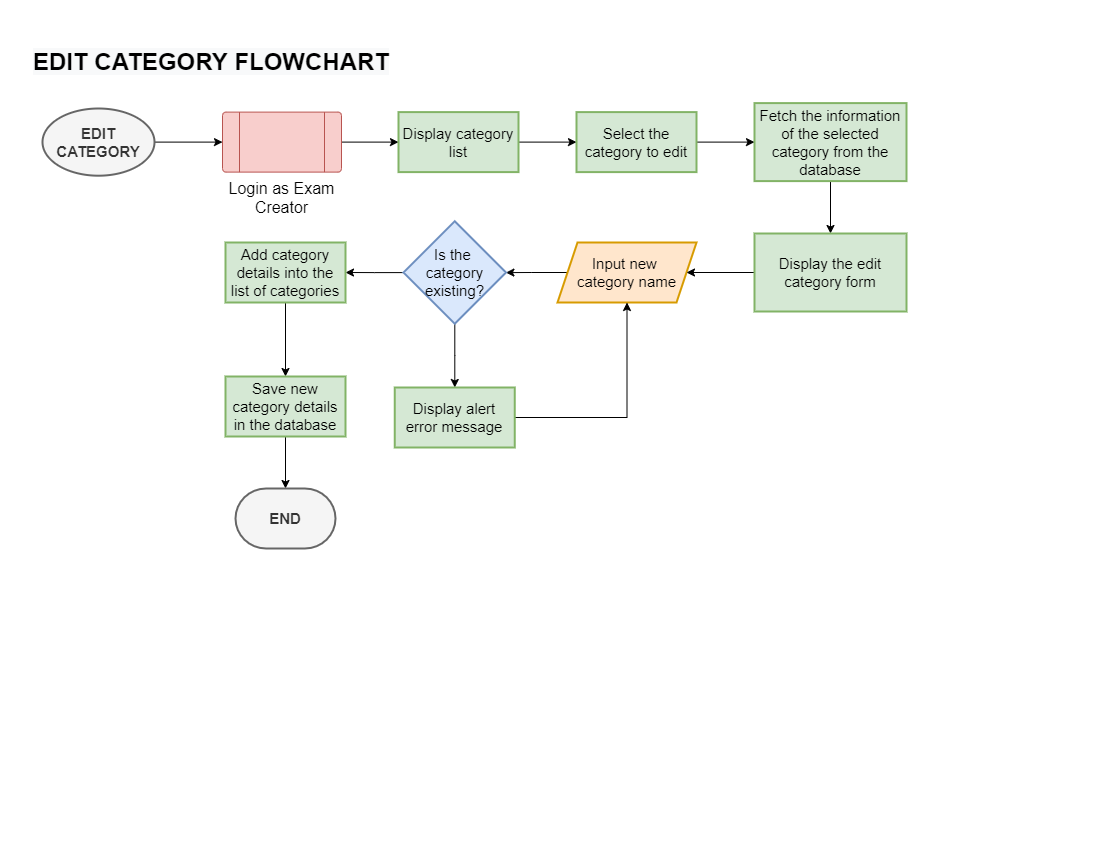 EDIT CATEGORY FLOWCHART
EDIT
CATEGORY
Login as Exam
Creator
Display category
list
Select the
category to edit
Fetch the information
of the selected
category from the
database
Display the edit
category form
Input new
category name
Is the
category
existing?
Add category
details into the
list of categories
Display alert
error message
Save new
category details
in the database
END